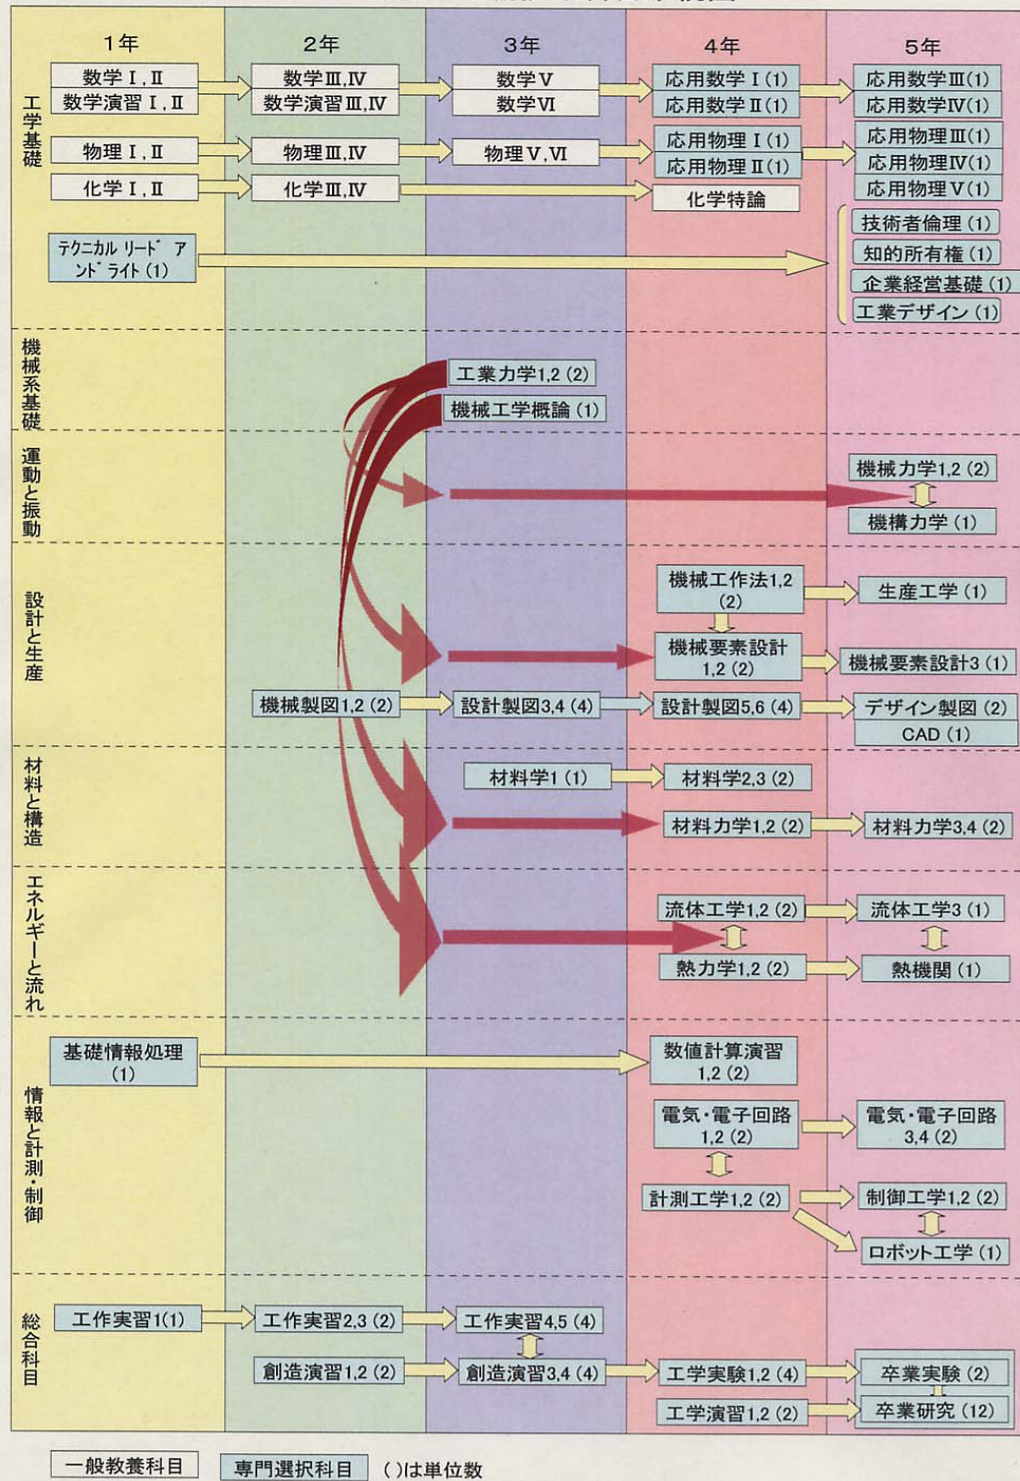 1年
2年
3年
4年
5年
工学基礎
数学Ⅰ,Ⅱ
数学演習Ⅰ,Ⅱ
数学Ⅲ,Ⅳ
数学演習Ⅲ,Ⅳ
数学Ⅴ
数学Ⅵ
応用数学Ⅰ(1)
応用数学Ⅱ(1)
応用数学Ⅲ(1)
応用数学Ⅳ(1)
物理Ⅰ,Ⅱ
物理Ⅲ,Ⅳ
物理Ⅴ,Ⅵ
応用物理Ⅰ(1)
応用物理Ⅱ(1)
応用物理Ⅲ(1)
応用物理Ⅳ(1)
応用物理Ⅴ(1)
化学Ⅰ,Ⅱ
化学Ⅲ,Ⅳ
化学特論
テクニカル リード ア
ンド ライト(1)
技術者倫理(1)
知的所有権(1)
企業経営基礎(1)
工業デザイン(1)
機械系基礎
工業力学1,2(2)
機械工学概論(1)
運動と振動
機械力学1,2(2)
機構力学(1)
設計と生産
機械工作法1,2
(2)
生産工学(1)
機械要素設計
1,2(2)
機械要素設計3(1)
機械製図1,2(2)
設計製図3,4(4)
設計製図5,6(4)
デザイン製図(2)
CAD(1)
材料と構造
材料学1(1)
材料学2,3(2)
材料力学1,2(2)
材料力学3,4(2)
エネルギーと流れ
流体工学1,2(2)
流体工学3(1)
熱力学1,2(2)
熱機関(1)
情報と計測・制御
基礎情報処理
(1)
数値計算演習
1,2(2)
電気・電子回路
1,2(2)
電気・電子回路
3,4(2)
計測工学1,2(2)
制御工学1,2(2)
ロボット工学(1)
総合科目
工作実習1(1)
工作実習2,3(2)
工作実習4,5(4)
創造演習1,2(2)
創造演習3,4(4)
工学実験1,2(4)
卒業実験(2)
工学演習1,2(2)
卒業研究(12)
一般教養科目
専門選択科目
( )は単位数